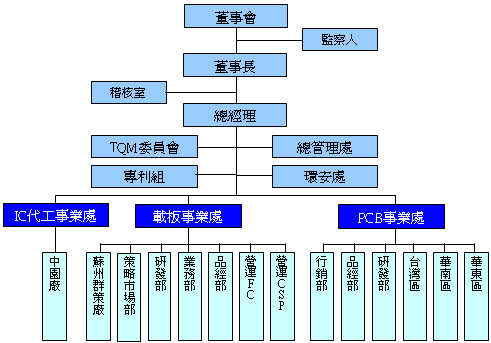 董事會
監察人
董事長
稽核室
總經理
TQM委員會
總管理處
專利組
環安處
IC代工事業處
載板事業處
PCB事業處
中園廠
蘇州群策廠
策略市場部
研發部
業務部
品經部
營運FC
營運CSP
行銷部
品經部
研發部
台灣區
華南區
華東區